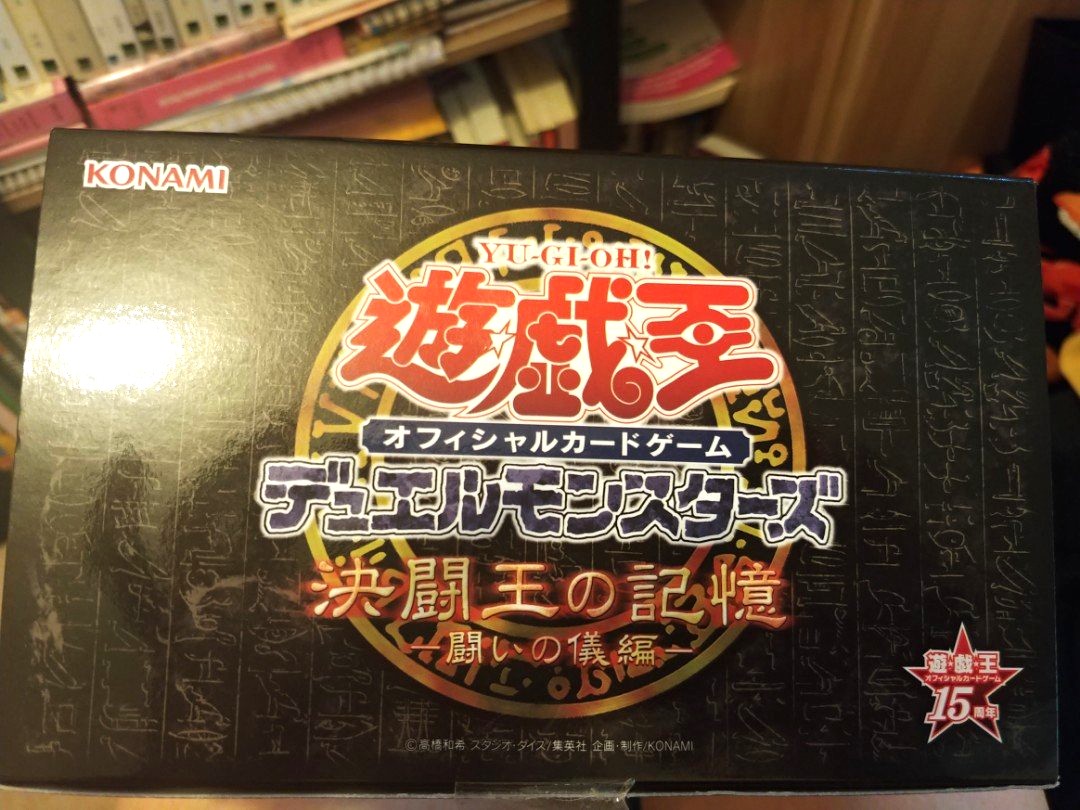 KONAMI
YU-GI-OH!
遊☆戯☆王
オフィシャルカードゲーム
デュエルモンスターズ
決闘王の記憶
－闘いの儀編－
遊★戯★王
オフィシャルカードゲーム
15周年
©高橋和希 スタジオ・ダイス/集英社 企画・制作/KONAMI